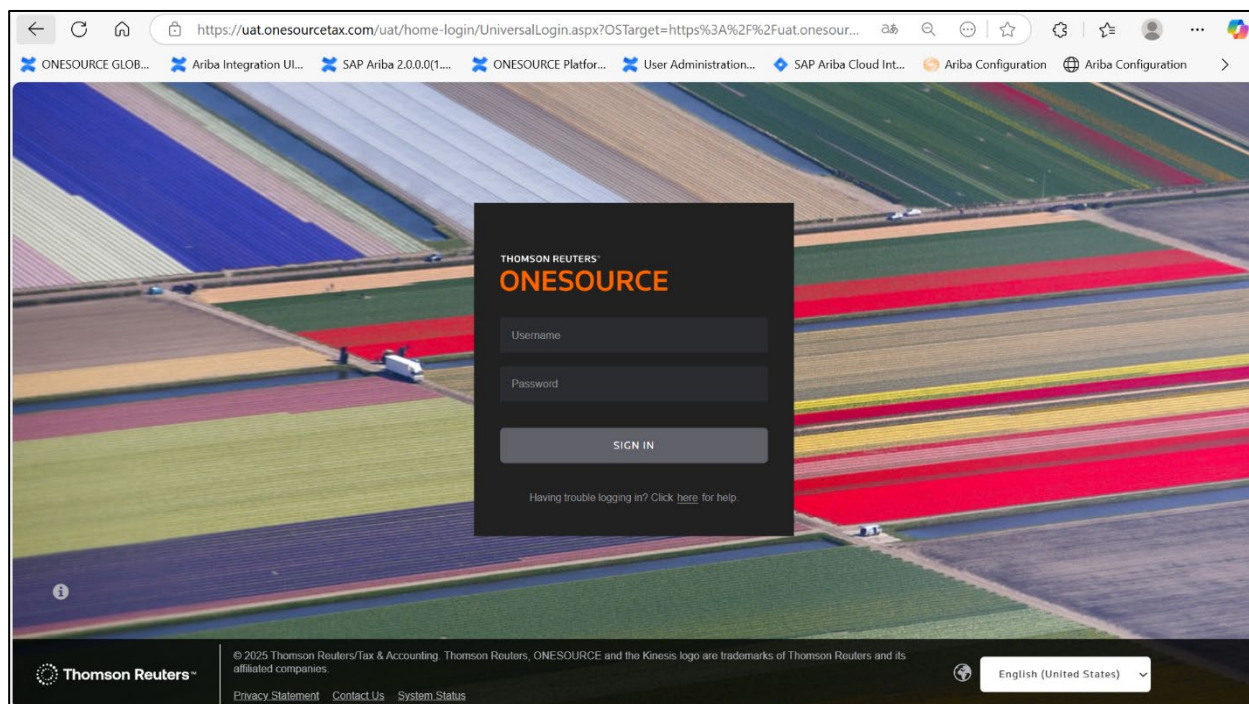 https://uat.onesourcetax.com/uat/home-login/UniversalLogin.aspx?OSTarget=https%3A%2F%2Fuat.onesour...
ONESOURCE GLOB... Ariba Integration UI... SAP Ariba 2.0.0.0(1.... ONESOURCE Platfor... User Administration... SAP Ariba Cloud Int... Ariba Configuration Ariba Configuration
THOMSON REUTERS™
ONESOURCE
Username
Password
SIGN IN
Having trouble logging in? Click here for help.
Thomson Reuters™
© 2025 Thomson Reuters/Tax & Accounting. Thomson Reuters, ONESOURCE and the Kinesis logo are trademarks of Thomson Reuters and its
affiliated companies.
Privacy Statement Contact Us System Status
English (United States)